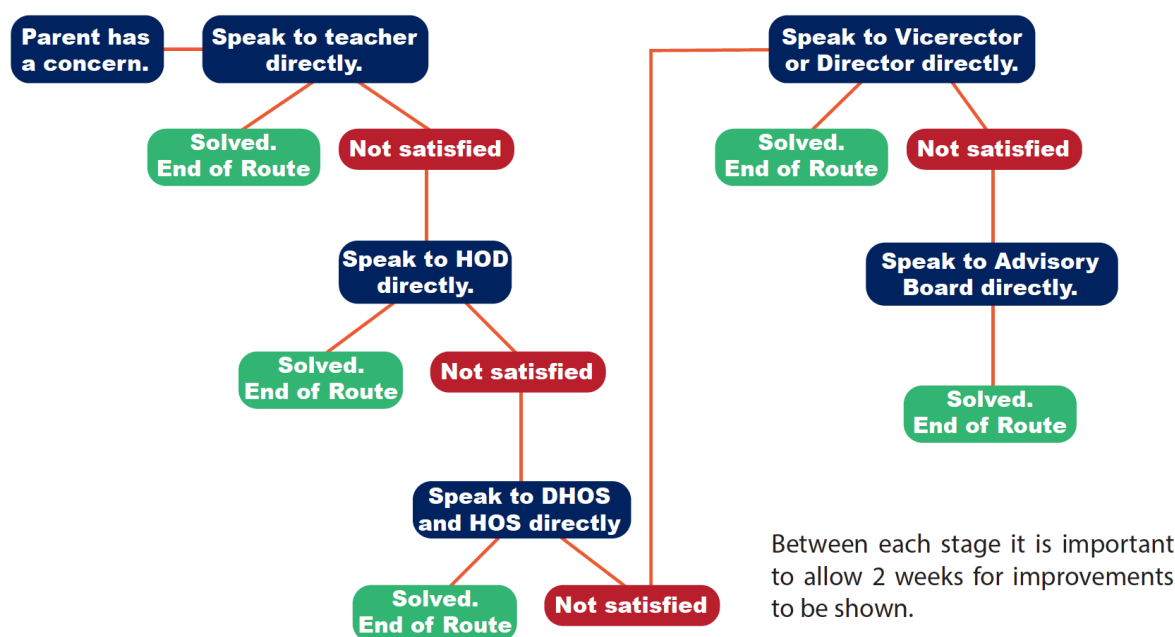 Parent has
a concern.
Speak to teacher
directly.
Solved.
End of Route
Not satisfied
Speak to HOD
directly.
Solved.
End of Route
Not satisfied
Speak to DHOS
and HOS directly
Solved.
End of Route
Not satisfied
Speak to Vicerector
or Director directly.
Solved.
End of Route
Not satisfied
Speak to Advisory
Board directly.
Solved.
End of Route
Between each stage it is important
to allow 2 weeks for improvements
to be shown.